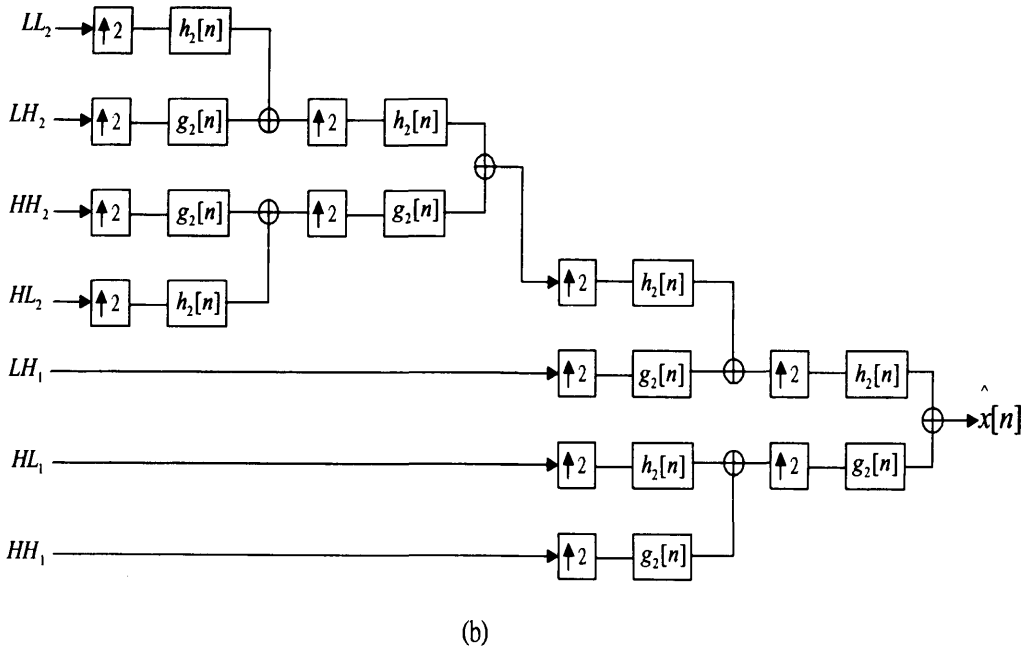 LL₂ ↑2 h₂[n]
LH₂ ↑2 g₂[n] ↑2 h₂[n]
HH₂ ↑2 g₂[n] ↑2 g₂[n]
↑2 h₂[n]
HL₂ ↑2 h₂[n]
LH₁ ↑2 g₂[n] ↑2 h₂[n]
x̂[n]
HL₁ ↑2 h₂[n] ↑2 g₂[n]
HH₁ ↑2 g₂[n]
(b)